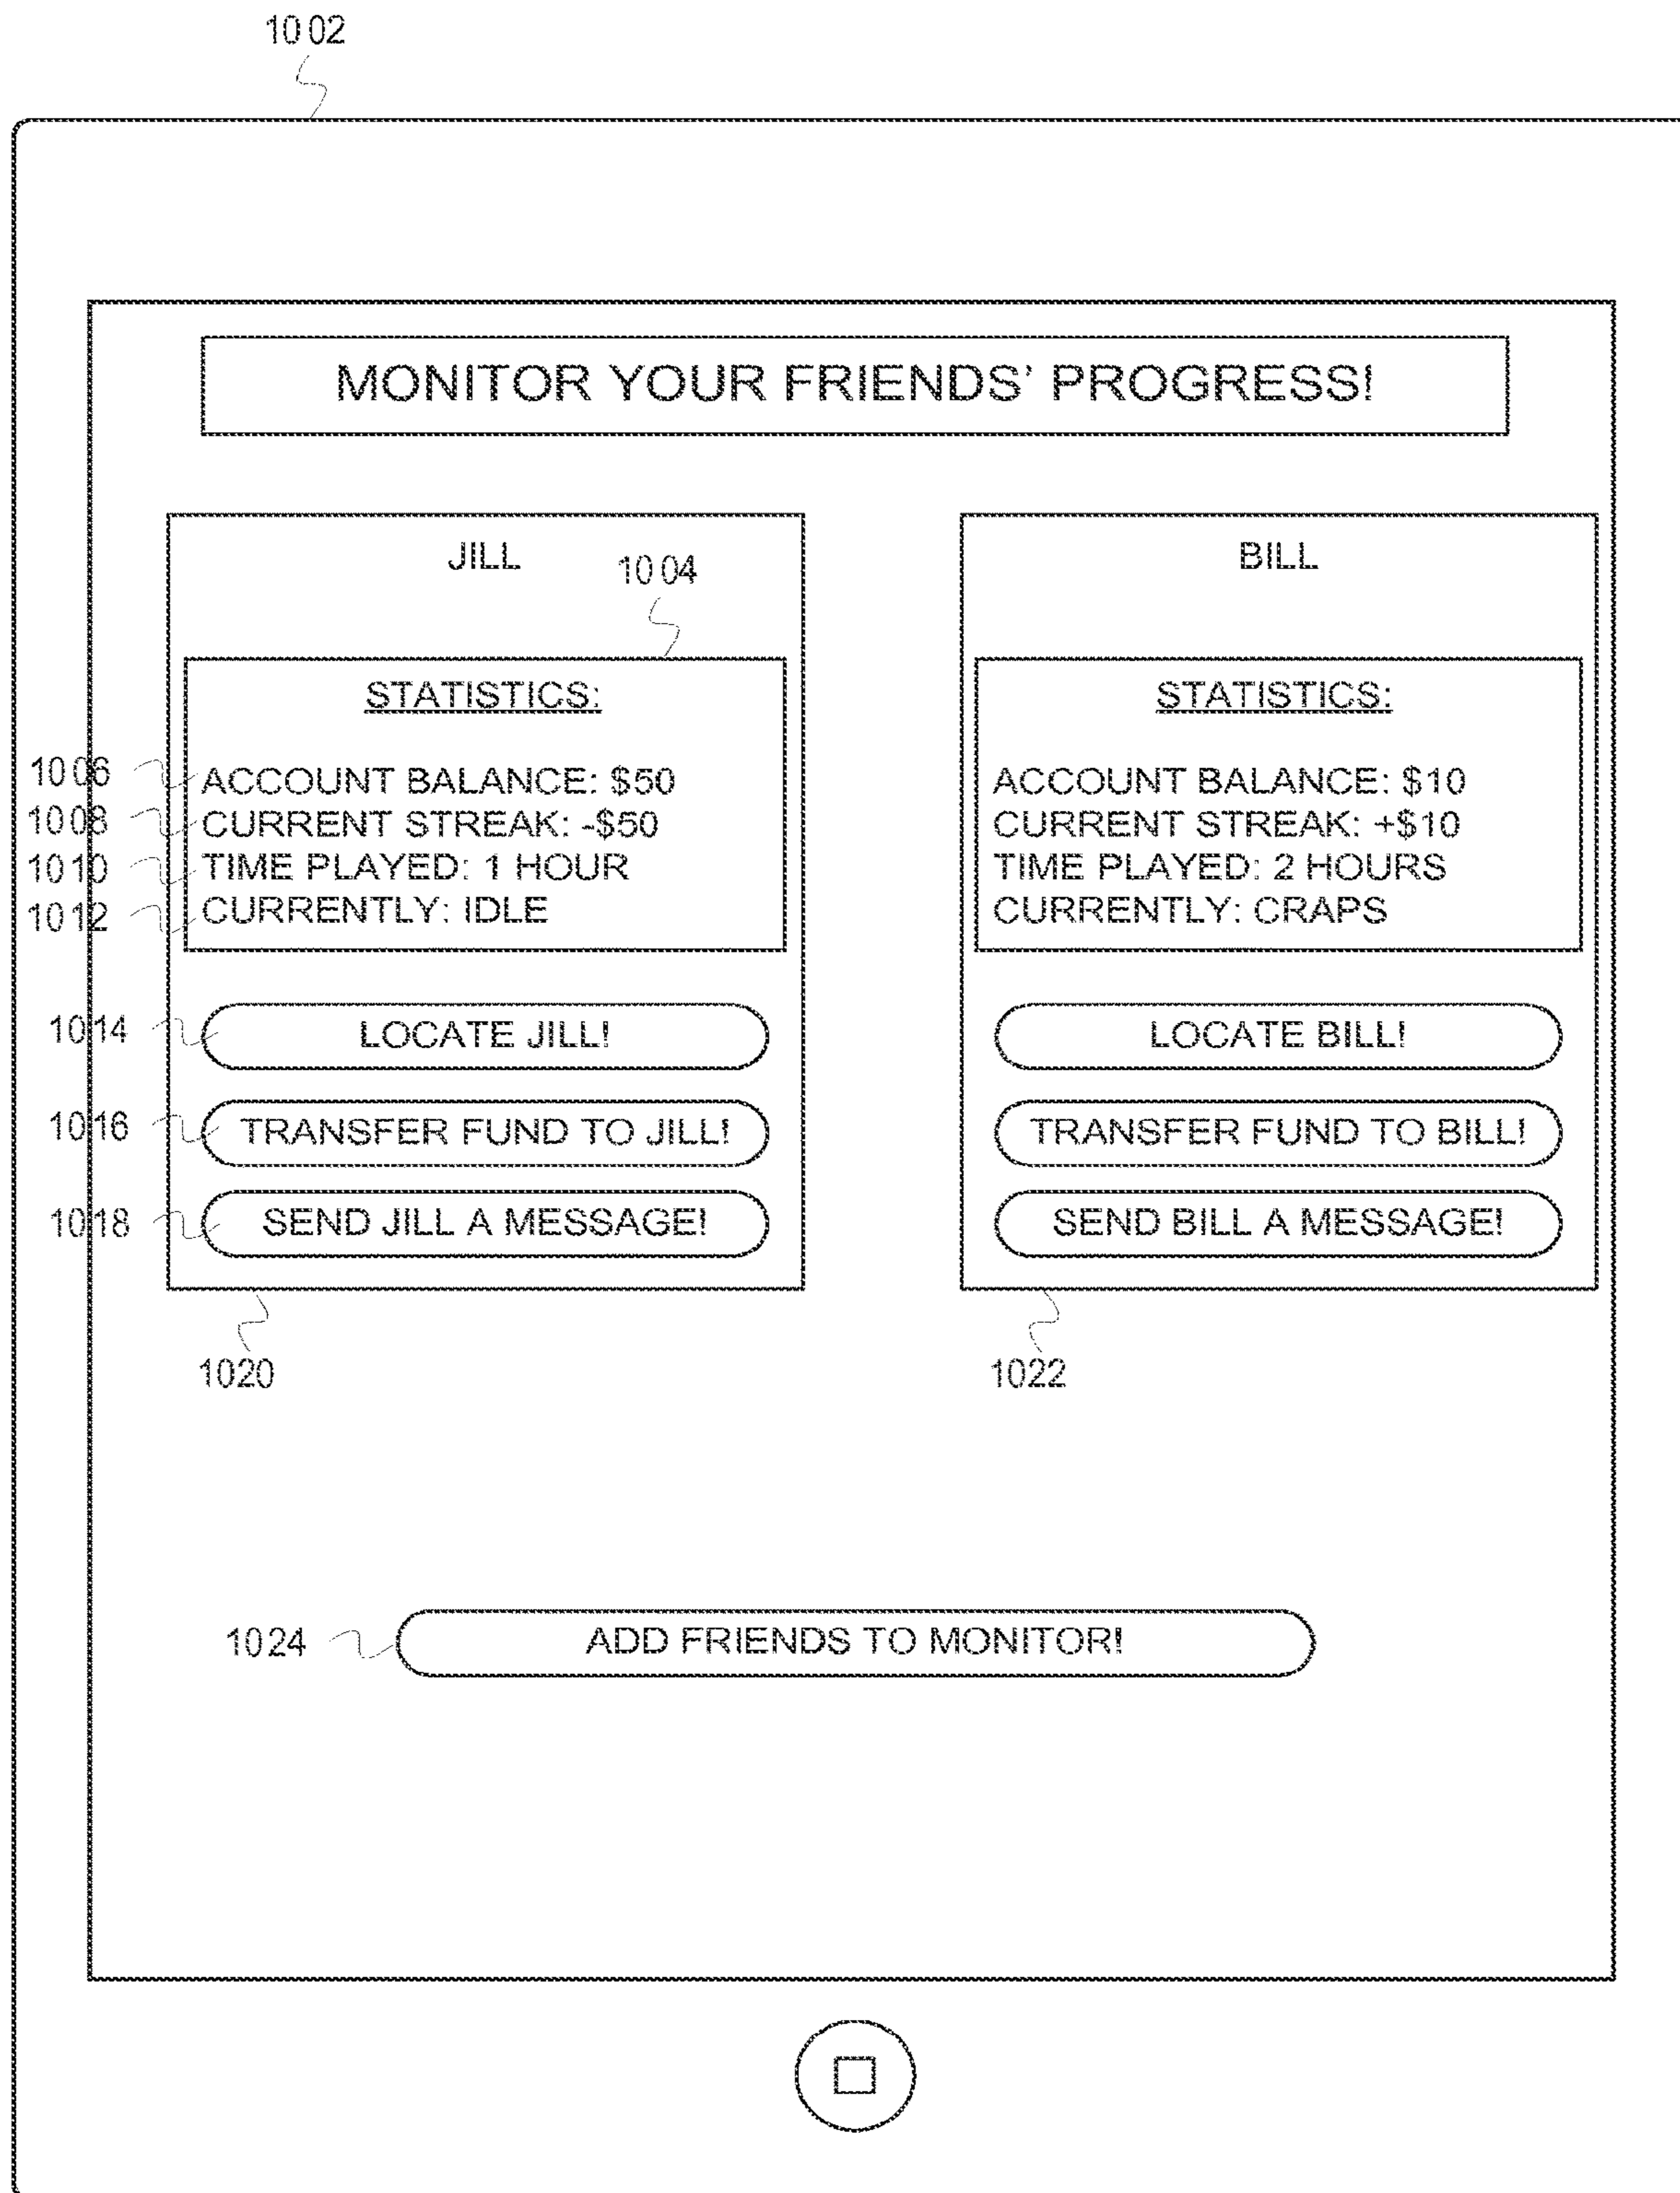 1002
MONITOR YOUR FRIENDS' PROGRESS!
JILL
1004
STATISTICS:
1006 ACCOUNT BALANCE: $50
1008 CURRENT STREAK: -$50
1010 TIME PLAYED: 1 HOUR
1012 CURRENTLY: IDLE
1014 LOCATE JILL!
1016 TRANSFER FUND TO JILL!
1018 SEND JILL A MESSAGE!
1020
BILL
STATISTICS:
ACCOUNT BALANCE: $10
CURRENT STREAK: +$10
TIME PLAYED: 2 HOURS
CURRENTLY: CRAPS
LOCATE BILL!
TRANSFER FUND TO BILL!
SEND BILL A MESSAGE!
1022
1024 ADD FRIENDS TO MONITOR!